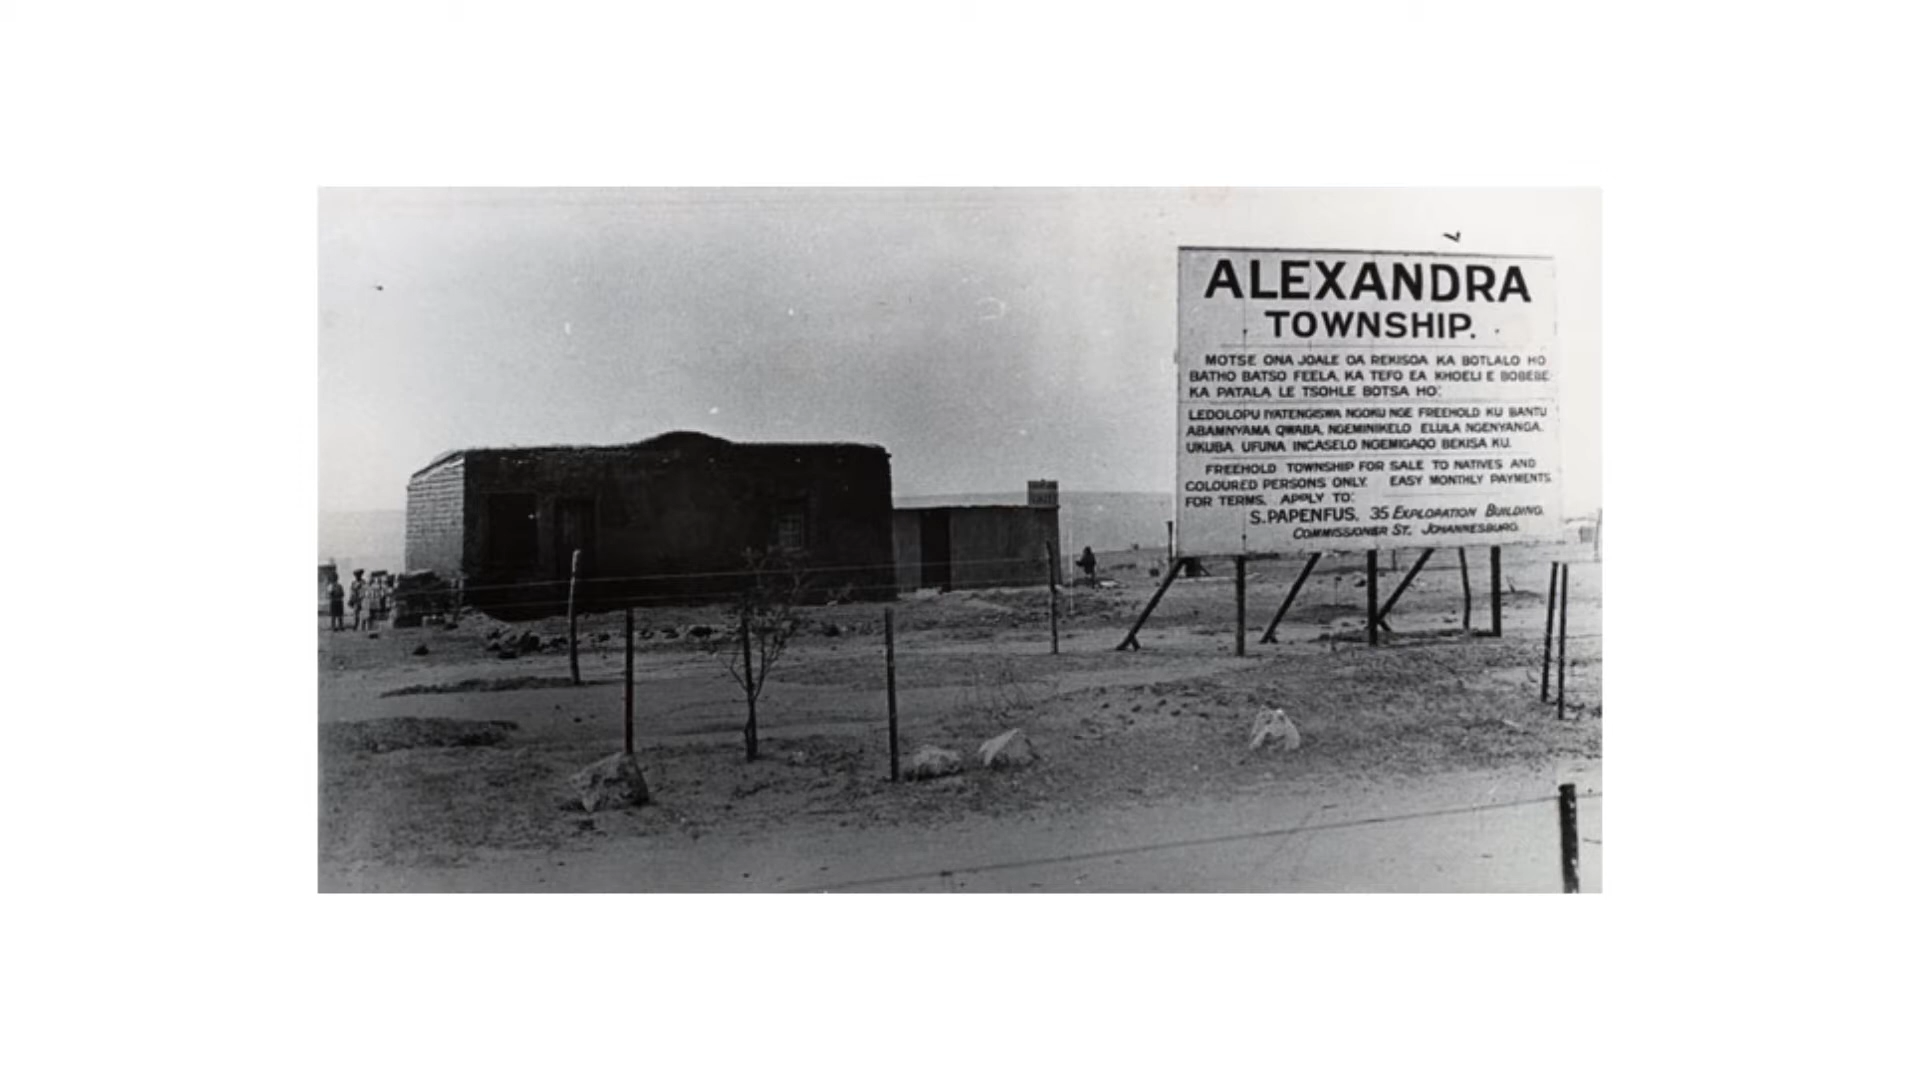 ALEXANDRA
TOWNSHIP.
MOTSE ONA JOALE OA REKISOA KA BOTLALO HO
BATHO BATSO FEELA, KA TEFO EA KHOELI E BOBEBE
KA PATALA LE TSOHLE BOTSA HO:
LEDOLOPU IYATENGISWA NGOKU NGE FREEHOLD KU BANTU
ABAMNYAMA QWABA, NGEMINIKELO ELULA NGENYANGA.
UKUBA UFUNA INCASELO NGEMIGAQO BEKISA KU.
FREEHOLD TOWNSHIP FOR SALE TO NATIVES AND
COLOURED PERSONS ONLY. EASY MONTHLY PAYMENTS.
FOR TERMS, APPLY TO:
S. PAPENFUS, 35 EXPLORATION BUILDING.
COMMISSIONER ST. JOHANNESBURG.